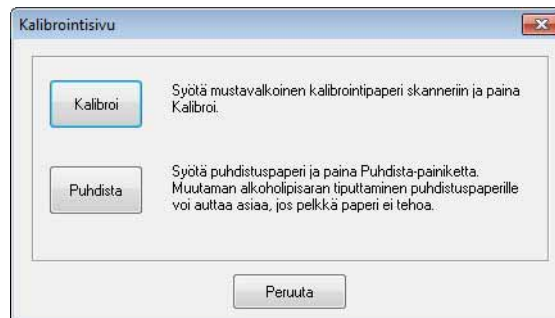 Kalibrointisivu
Kalibroi
Syötä mustavalkoinen kalibrointipaperi skanneriin ja paina
Kalibroi.
Puhdista
Syötä puhdistuspaperi ja paina Puhdista-painiketta.
Muutaman alkoholipisaran tiputtaminen puhdistuspaperille
voi auttaa asiaa, jos pelkkä paperi ei tehoa.
Peruuta